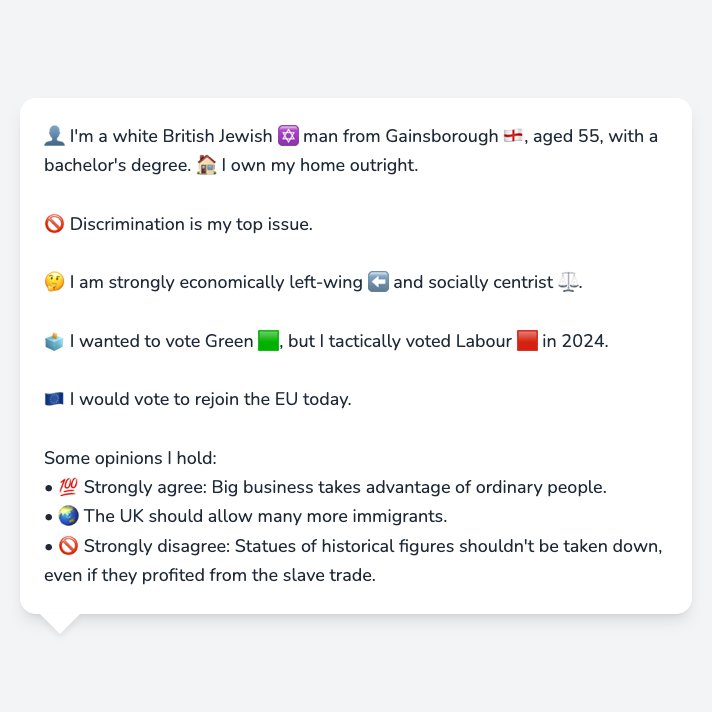 👤 I'm a white British Jewish ✡️ man from Gainsborough 🏴󠁧󠁢󠁥󠁮󠁧󠁿, aged 55, with a
bachelor's degree. 🏠 I own my home outright.
🚫 Discrimination is my top issue.
🤔 I am strongly economically left-wing ⬅️ and socially centrist ⚖️.
🗳️ I wanted to vote Green 🟩, but I tactically voted Labour 🟥 in 2024.
🇪🇺 I would vote to rejoin the EU today.
Some opinions I hold:
• 💯 Strongly agree: Big business takes advantage of ordinary people.
• 🌏 The UK should allow many more immigrants.
• 🚫 Strongly disagree: Statues of historical figures shouldn't be taken down,
even if they profited from the slave trade.